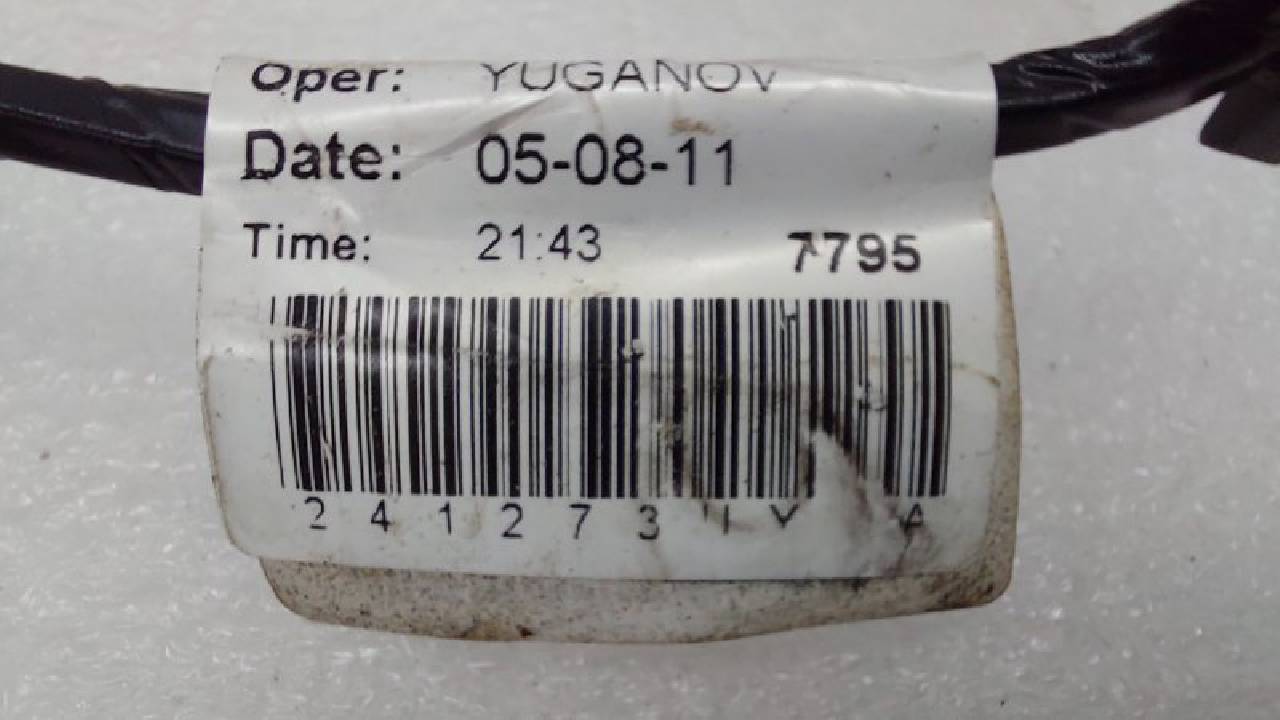 Oper: YUGANOV
Date: 05-08-11
Time: 21:43 7795
2 4 1 2 7 3